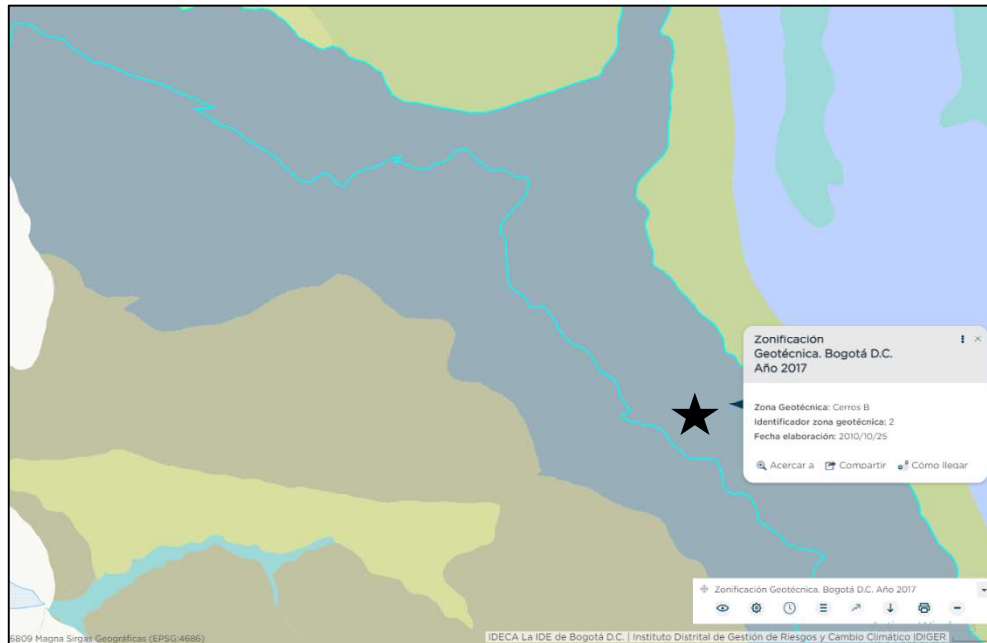 Zonificación
Geotécnica. Bogotá D.C.
Año 2017
Zona Geotécnica: Cerros B
Identificador zona geotécnica: 2
Fecha elaboración: 2010/10/25
Acercar a Compartir Cómo llegar
Zonificación Geotécnica. Bogotá D.C. Año 2017
6809 Magna Sirgas Geográficas (EPSG:4686)
IDECA La IDE de Bogotá D.C. | Instituto Distrital de Gestión de Riesgos y Cambio Climático IDIGER